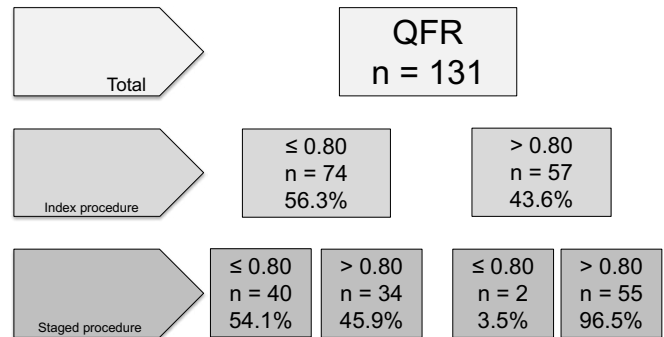 Total
QFR
n = 131
Index procedure
≤ 0.80
n = 74
56.3%
> 0.80
n = 57
43.6%
Staged procedure
≤ 0.80
n = 40
54.1%
> 0.80
n = 34
45.9%
≤ 0.80
n = 2
3.5%
> 0.80
n = 55
96.5%